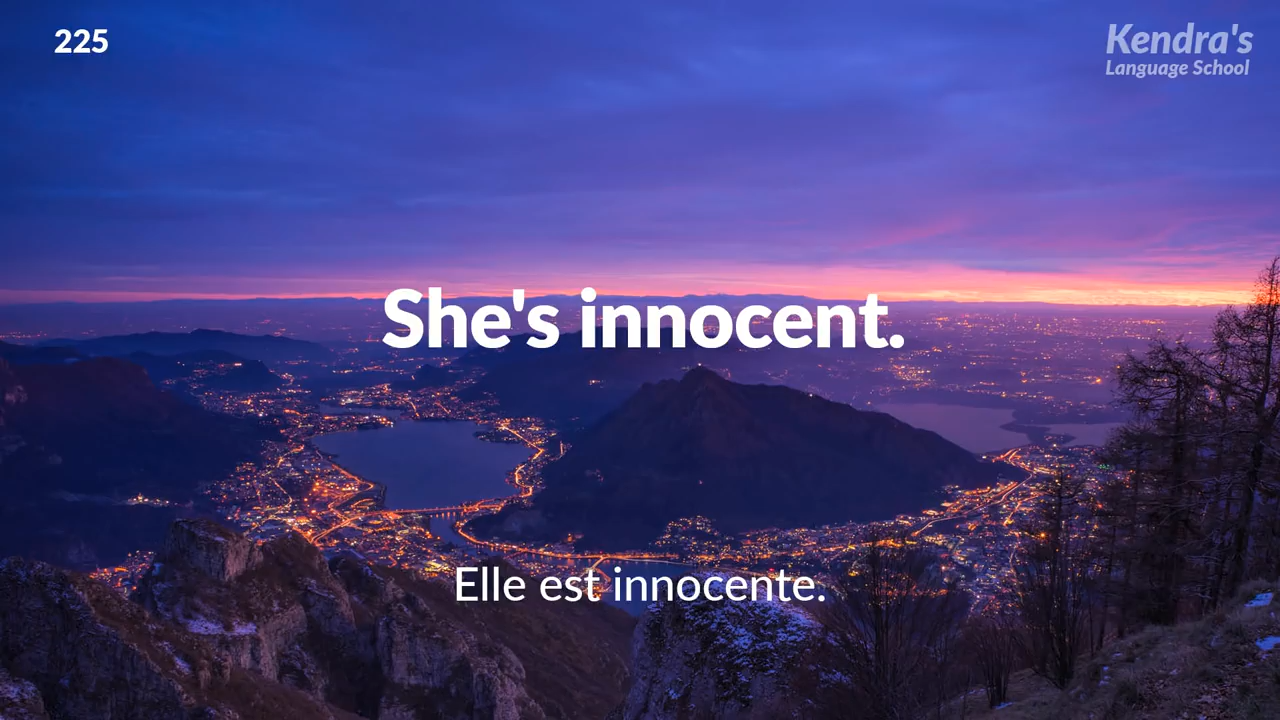 225
Kendra's
Language School
She's innocent.
Elle est innocente.